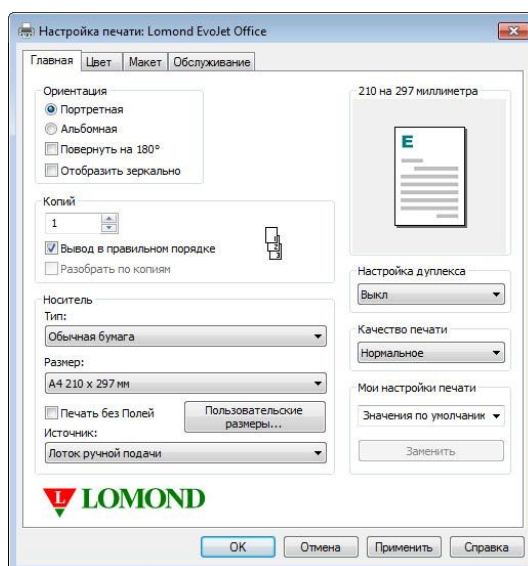 Настройка печати: Lomond EvoJet Office
Главная
Цвет
Макет
Обслуживание
Ориентация
Портретная
Альбомная
Повернуть на 180°
Отобразить зеркально
Копий
1
Вывод в правильном порядке
Разобрать по копиям
Носитель
Тип:
Обычная бумага
Размер:
A4 210 x 297 мм
Печать без Полей
Пользовательские
размеры...
Источник:
Лоток ручной подачи
210 на 297 миллиметра
E
Настройка дуплекса
Выкл
Качество печати
Нормальное
Мои настройки печати
Значения по умолчания
Заменить
L LOMOND
OK
Отмена
Применить
Справка